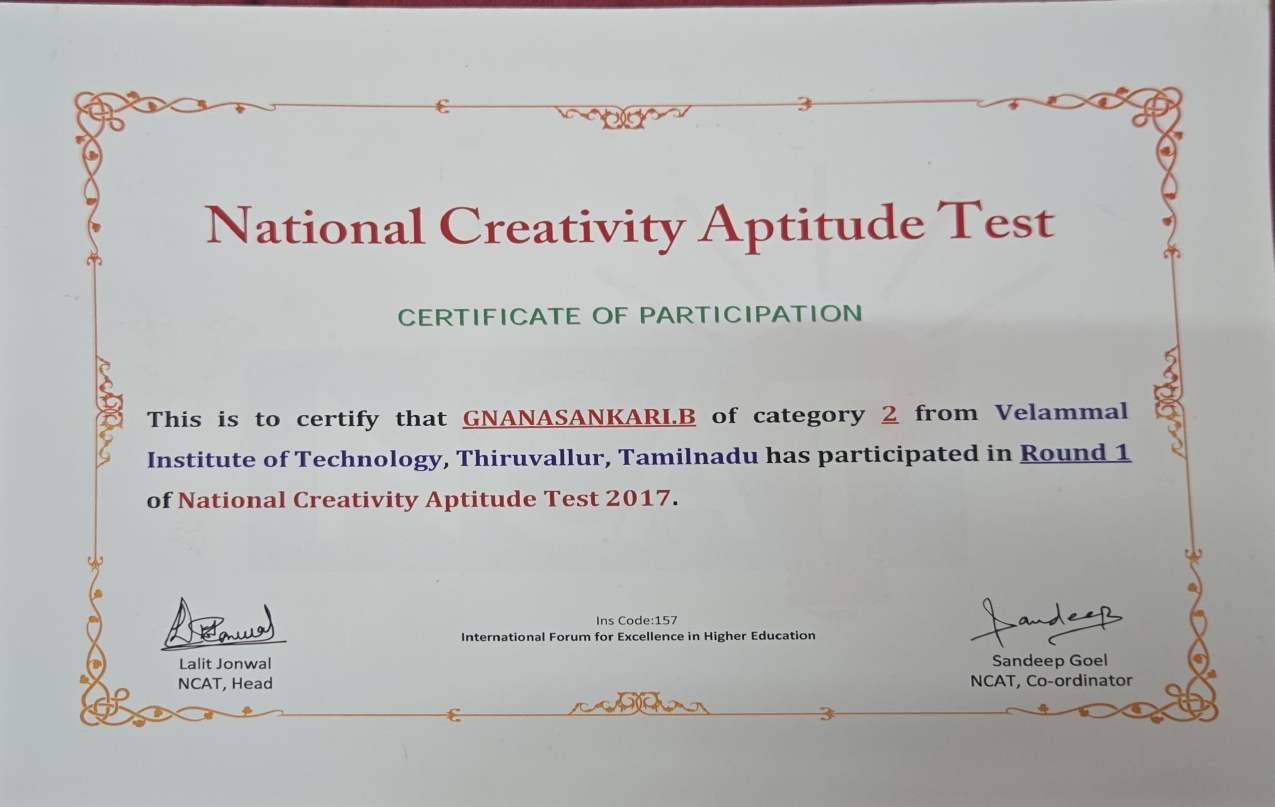 National Creativity Aptitude Test
CERTIFICATE OF PARTICIPATION
This is to certify that GNANASANKARI.B of category 2 from Velammal
Institute of Technology, Thiruvallur, Tamilnadu has participated in Round 1
of National Creativity Aptitude Test 2017.
Ins Code:157
International Forum for Excellence in Higher Education
Lalit Jonwal
NCAT, Head
Sandeep
Sandeep Goel
NCAT, Co-ordinator